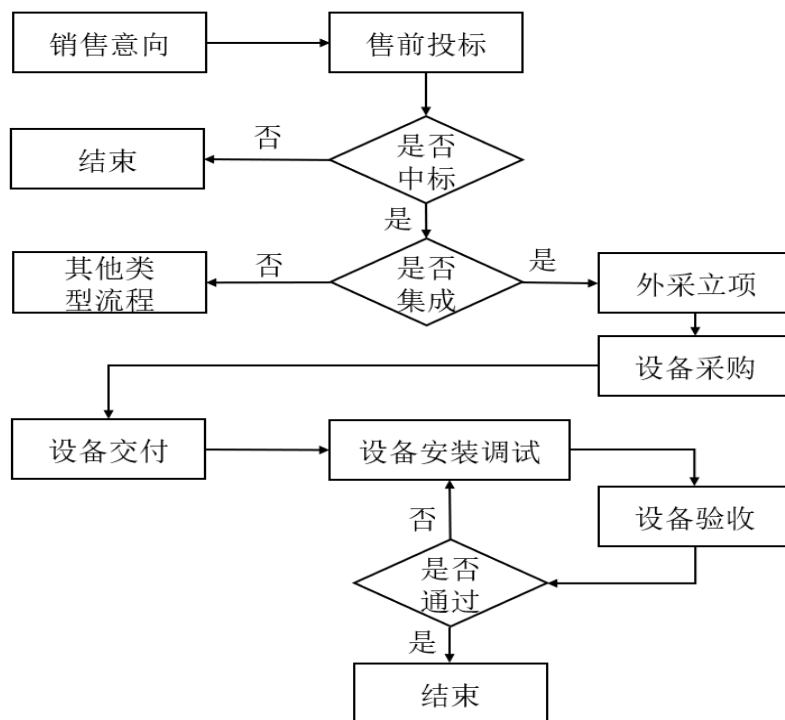 销售意向
售前投标
否
结束
是否
中标
是
其他类
型流程
否
是否
集成
是
外采立项
设备采购
设备交付
设备安装调试
否
设备验收
是否
通过
是
结束